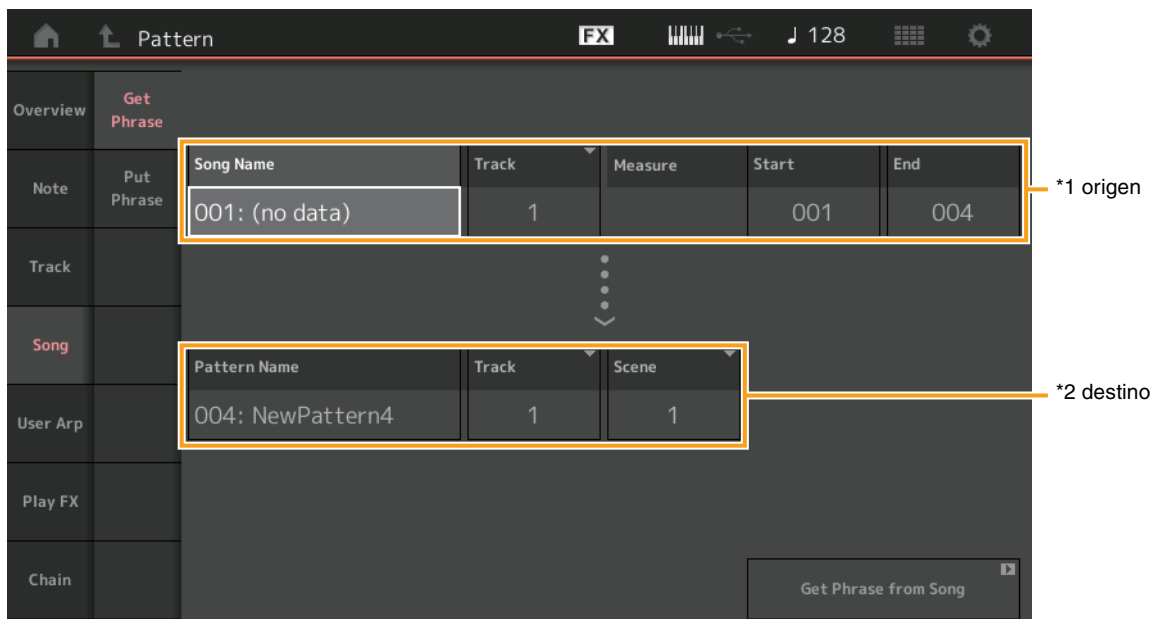 Pattern FX 128
Overview
Get
Phrase
Note
Put
Phrase
Track
Song
User Arp
Play FX
Chain
Song Name Track Measure Start End
001: (no data) 1 001 004
*1 origen
Pattern Name Track Scene
004: NewPattern4 1 1
*2 destino
Get Phrase from Song